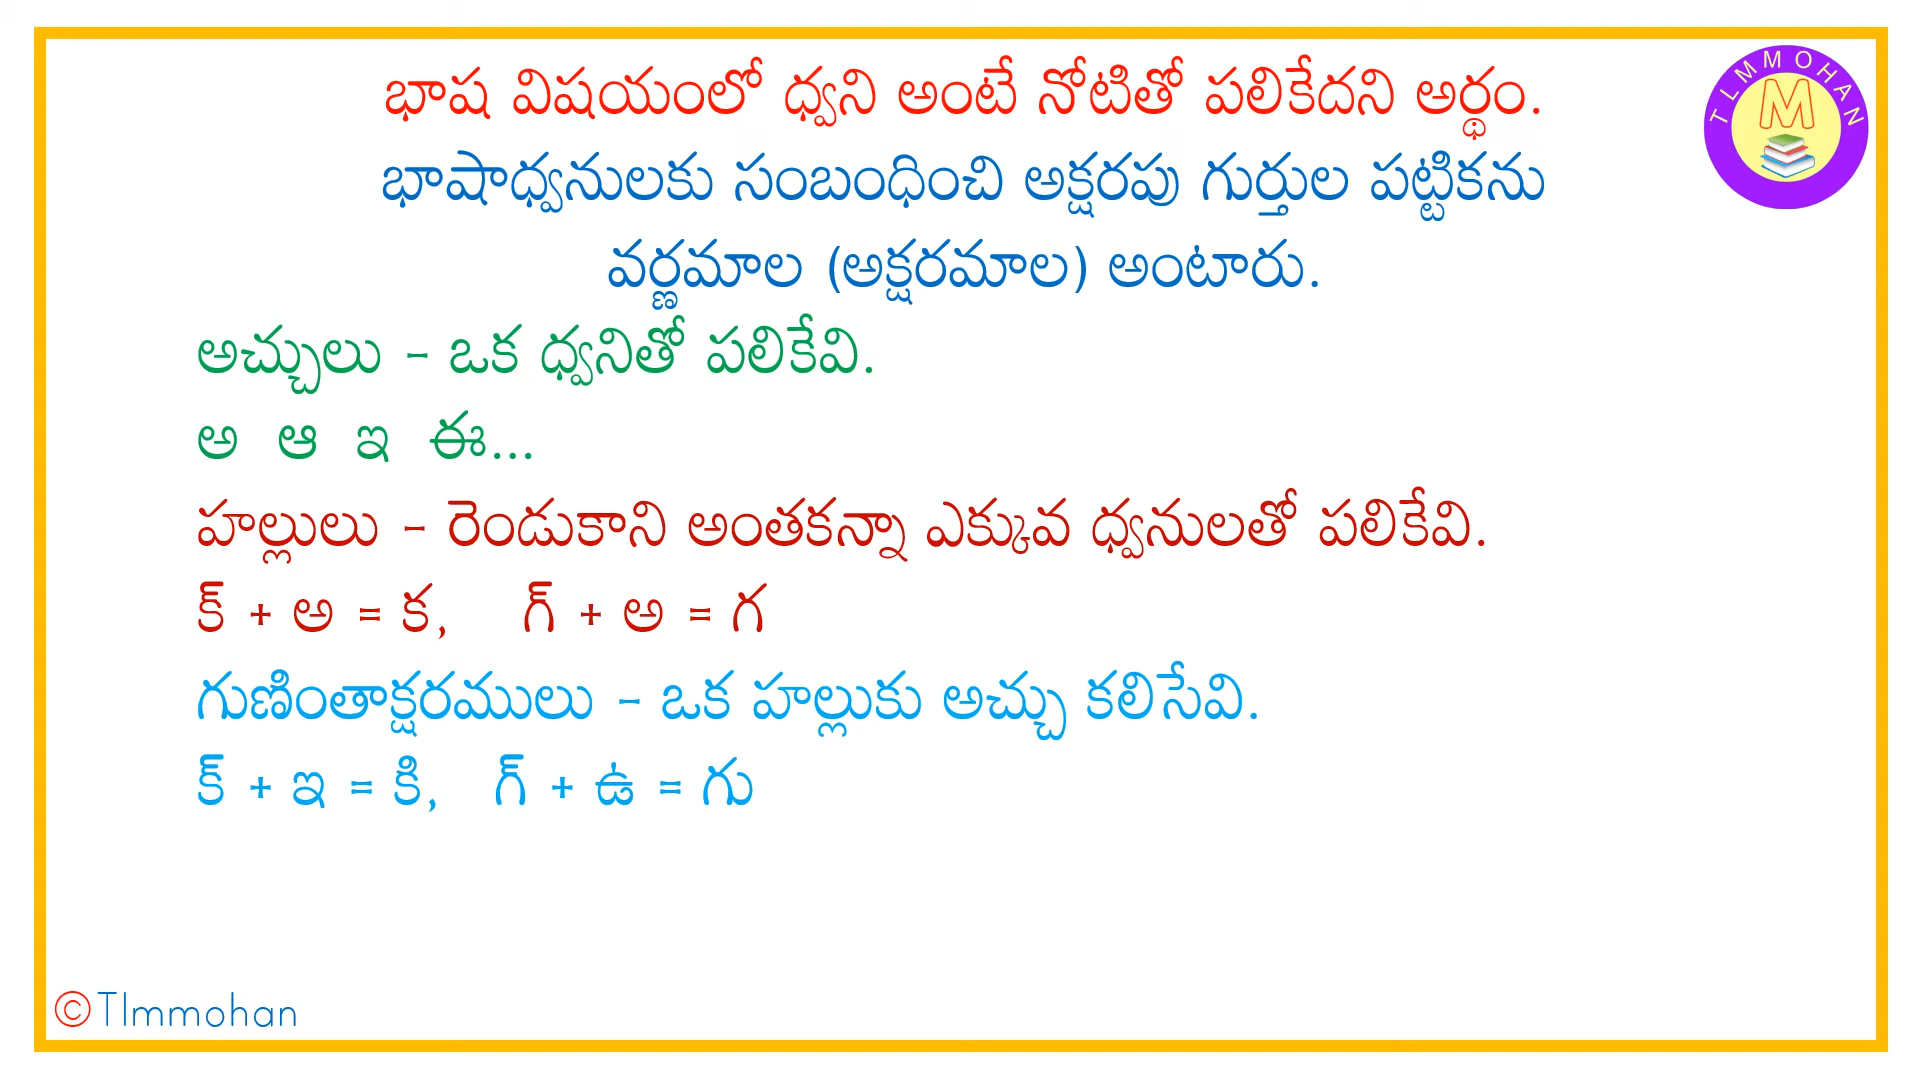 భాష విషయంలో ధ్వని అంటే నోటితో పలికేదని అర్థం.
TLMMOHAN
M
భాషాధ్వనులకు సంబంధించి అక్షరపు గుర్తుల పట్టికను
వర్ణమాల (అక్షరమాల) అంటారు.
అచ్చులు - ఒక ధ్వనితో పలికేవి.
అ ఆ ఇ ఈ...
హల్లులు - రెండుకాని అంతకన్నా ఎక్కువ ధ్వనులతో పలికేవి.
క్ + అ = క, గ్ + అ = గ
గుణింతాక్షరములు - ఒక హల్లుకు అచ్చు కలిసేవి.
క్ + ఇ = కి, గ్ + ఉ = గు
©Tlmmohan